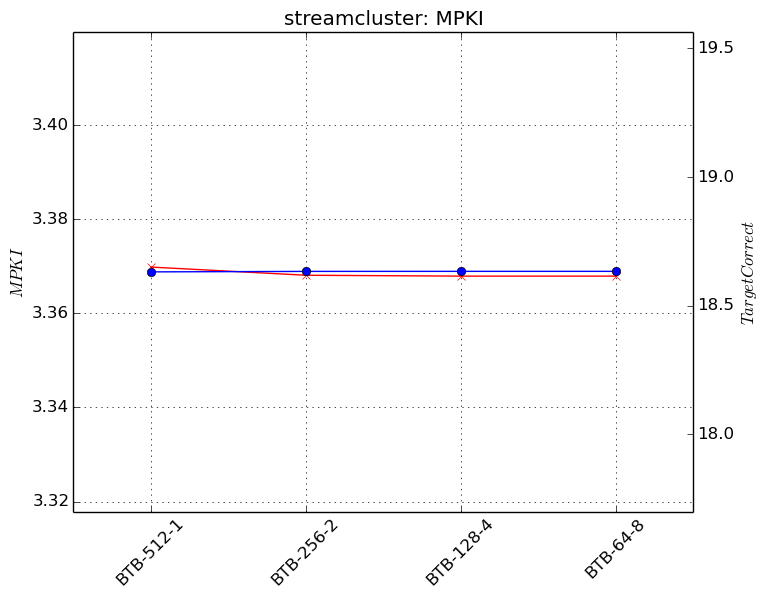 streamcluster: MPKI
3.40
3.38
3.36
3.34
3.32
MPKI
19.5
19.0
18.5
18.0
TargetCorrect
BTB-512-1
BTB-256-2
BTB-128-4
BTB-64-8